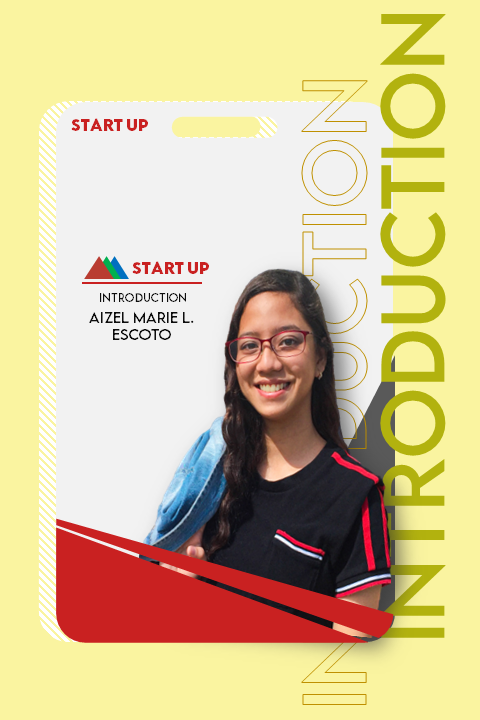 START UP
START UP
INTRODUCTION
AIZEL MARIE L.
ESCOTO
INTRODUCTION
INTRODUCTION